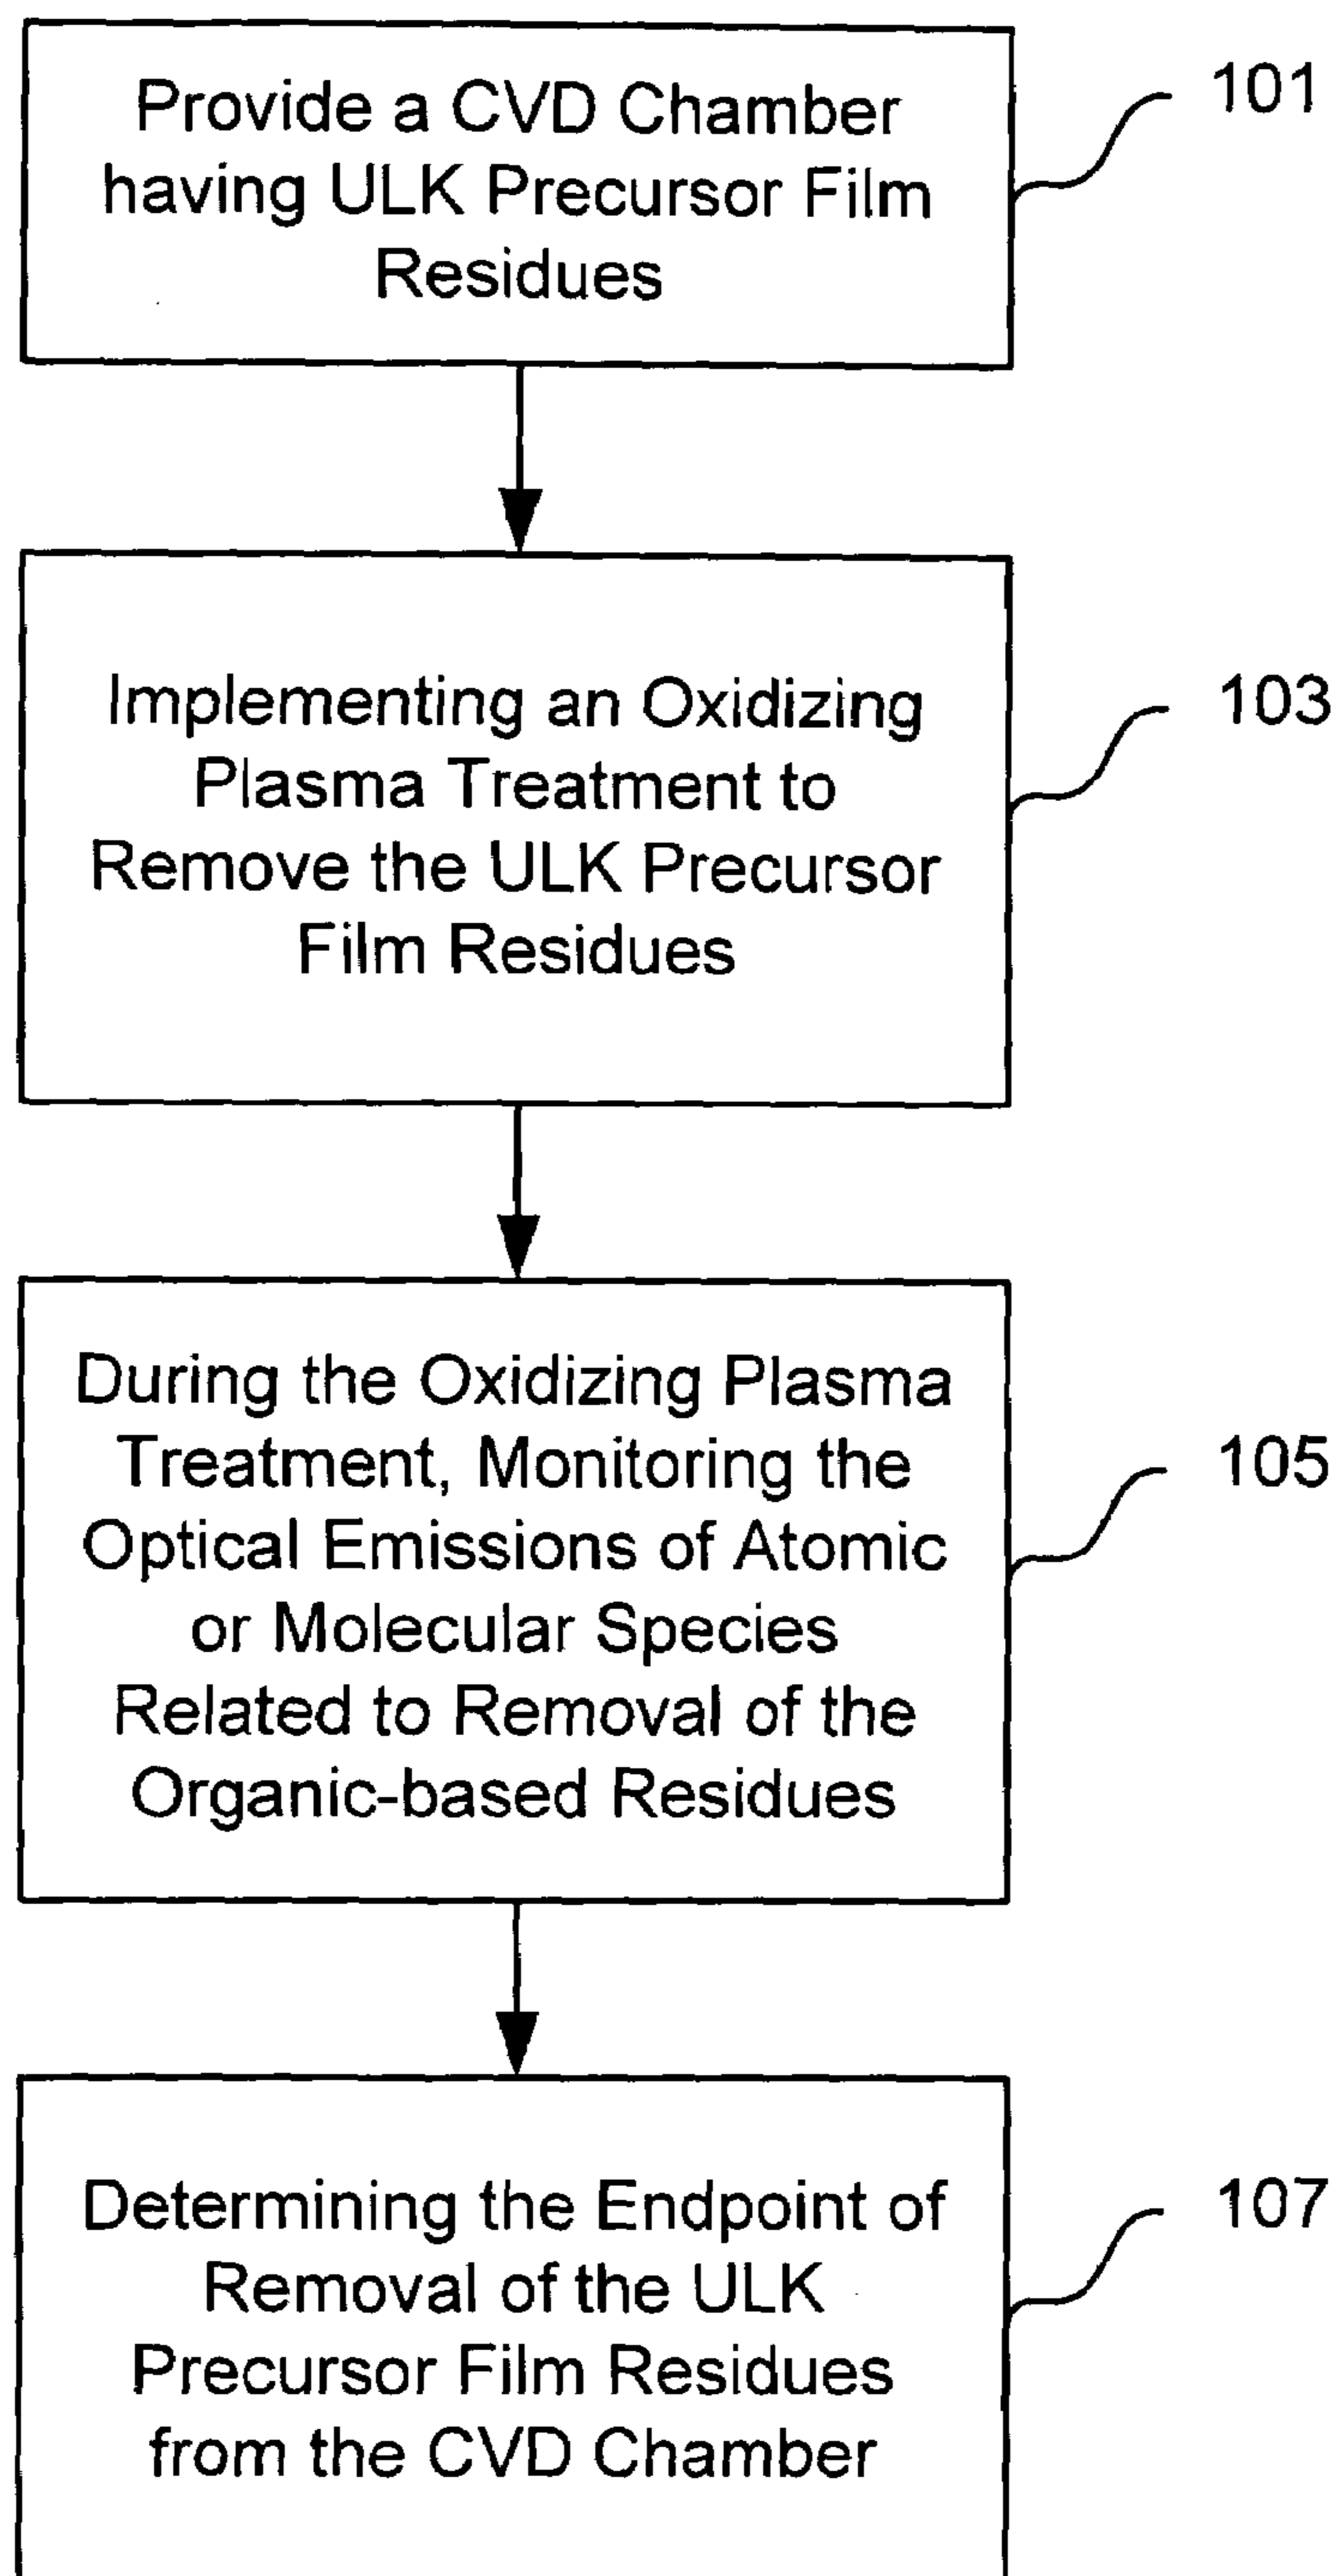 Provide a CVD Chamber
having ULK Precursor Film
Residues
101
Implementing an Oxidizing
Plasma Treatment to
Remove the ULK Precursor
Film Residues
103
During the Oxidizing Plasma
Treatment, Monitoring the
Optical Emissions of Atomic
or Molecular Species
Related to Removal of the
Organic-based Residues
105
Determining the Endpoint of
Removal of the ULK
Precursor Film Residues
from the CVD Chamber
107